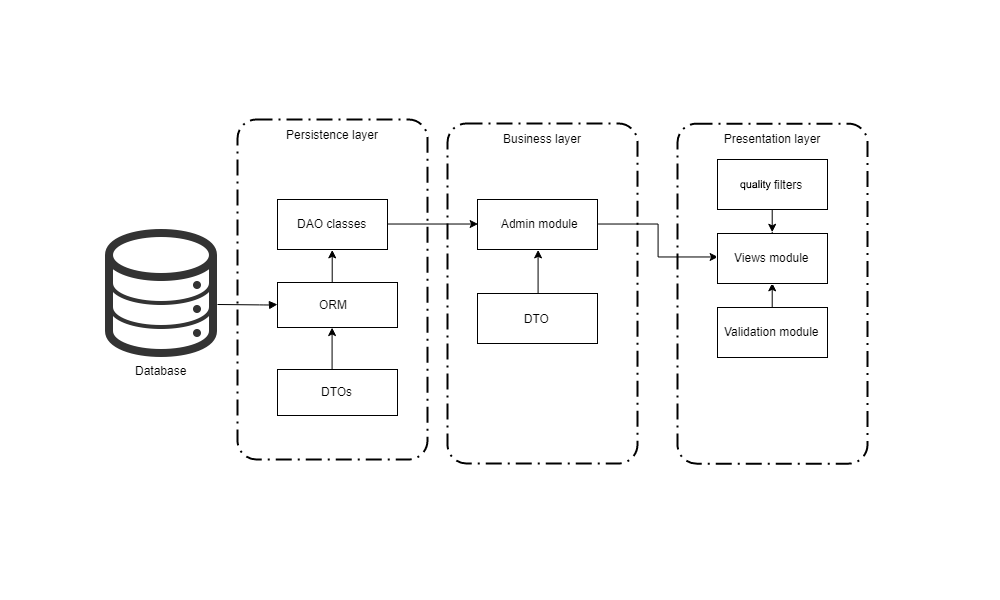 Persistence layer
DAO classes
ORM
DTOs
Database
Business layer
Admin module
DTO
Presentation layer
quality filters
Views module
Validation module